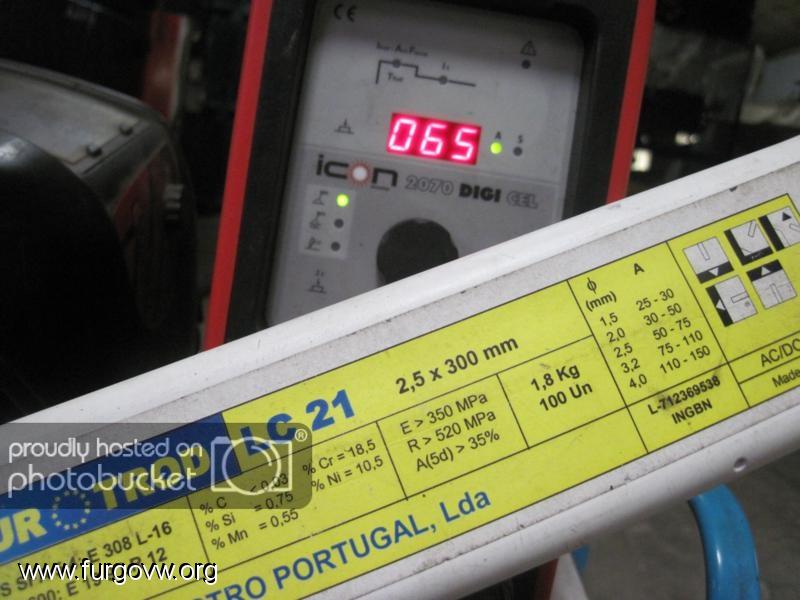 CE
065
A S
icon
2070 DIGI CEL
LC 21
2,5 x 300 mm
% C < 0,03
% Si = 0,75
% Mn = 0,55
% Cr = 18,5
% Ni = 10,5
E > 350 MPa
R > 520 MPa
A(5d) > 35%
1,8 Kg
100 Un
ϕ (mm) A
1,5 25 - 30
2,0 30 - 50
2,5 50 - 75
3,2 75 - 110
4,0 110 - 150
L-712369538
INGBN
AC/DC
Made
E 308 L-16
PORTUGAL, Lda
proudly hosted on
photobucket
www.furgovw.org